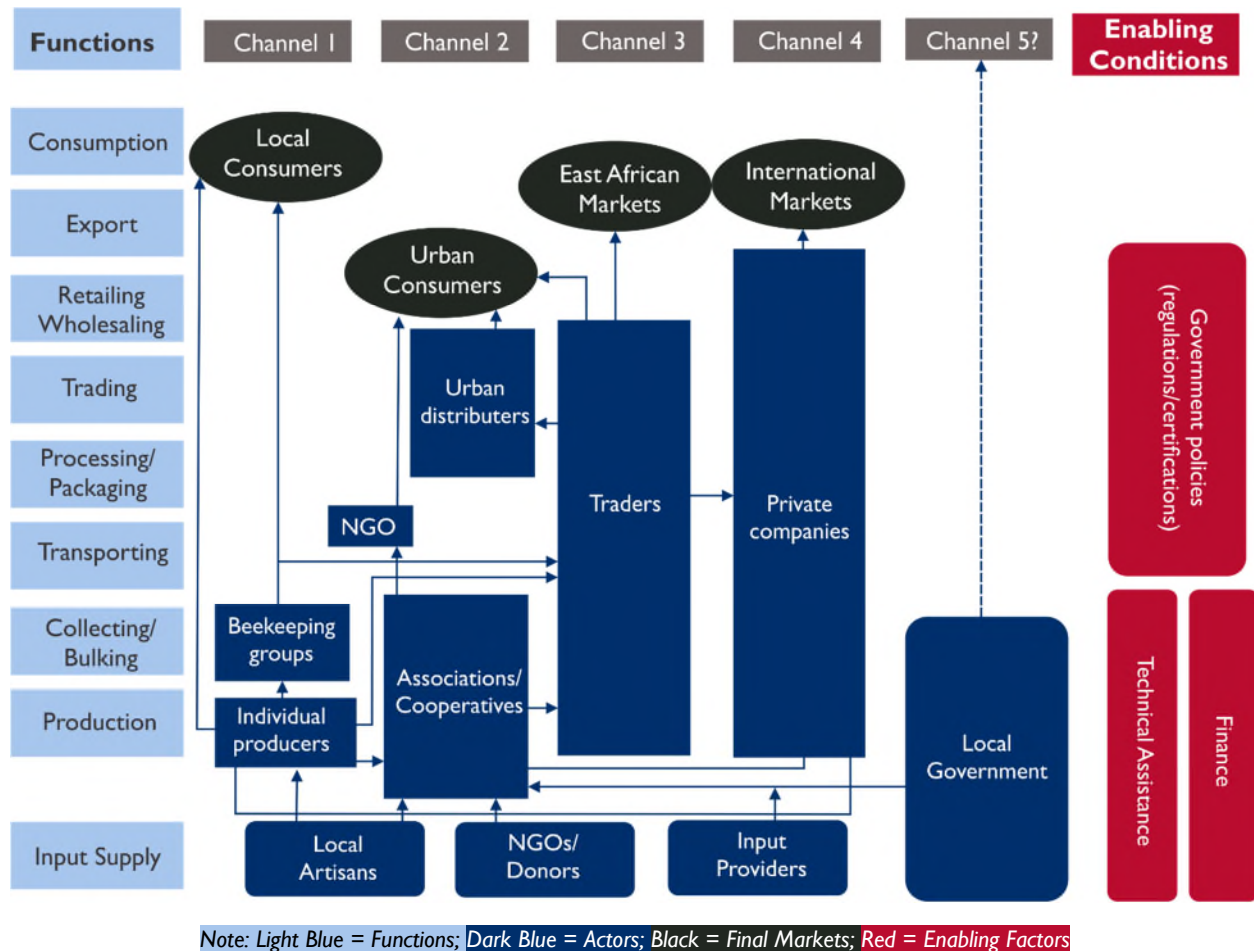 Functions
Channel 1
Channel 2
Channel 3
Channel 4
Channel 5?
Enabling
Conditions
Consumption
Export
Retailing
Wholesaling
Trading
Processing/
Packaging
Transporting
Collecting/
Bulking
Production
Input Supply
Local
Consumers
East African
Markets
International
Markets
Urban
Consumers
Urban
distributers
NGO
Traders
Private
companies
Beekeeping
groups
Individual
producers
Associations/
Cooperatives
Local
Government
Local
Artisans
NGOs/
Donors
Input
Providers
Government policies
(regulations/certifications)
Technical Assistance
Finance
Note: Light Blue = Functions; Dark Blue = Actors; Black = Final Markets; Red = Enabling Factors